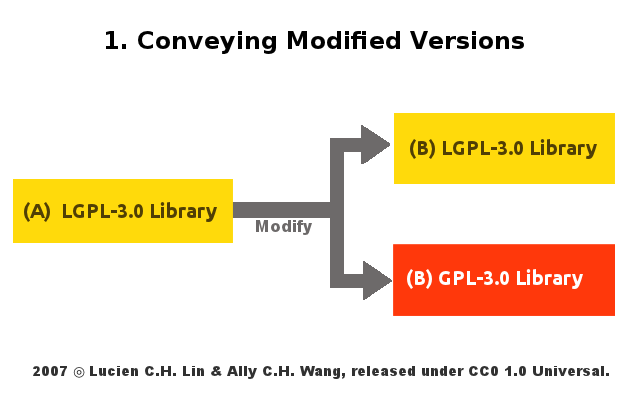 1. Conveying Modified Versions
(B) LGPL-3.0 Library
(A) LGPL-3.0 Library
Modify
(B) GPL-3.0 Library
2007 ◎ Lucien C.H. Lin & Ally C.H. Wang, released under CC0 1.0 Universal.